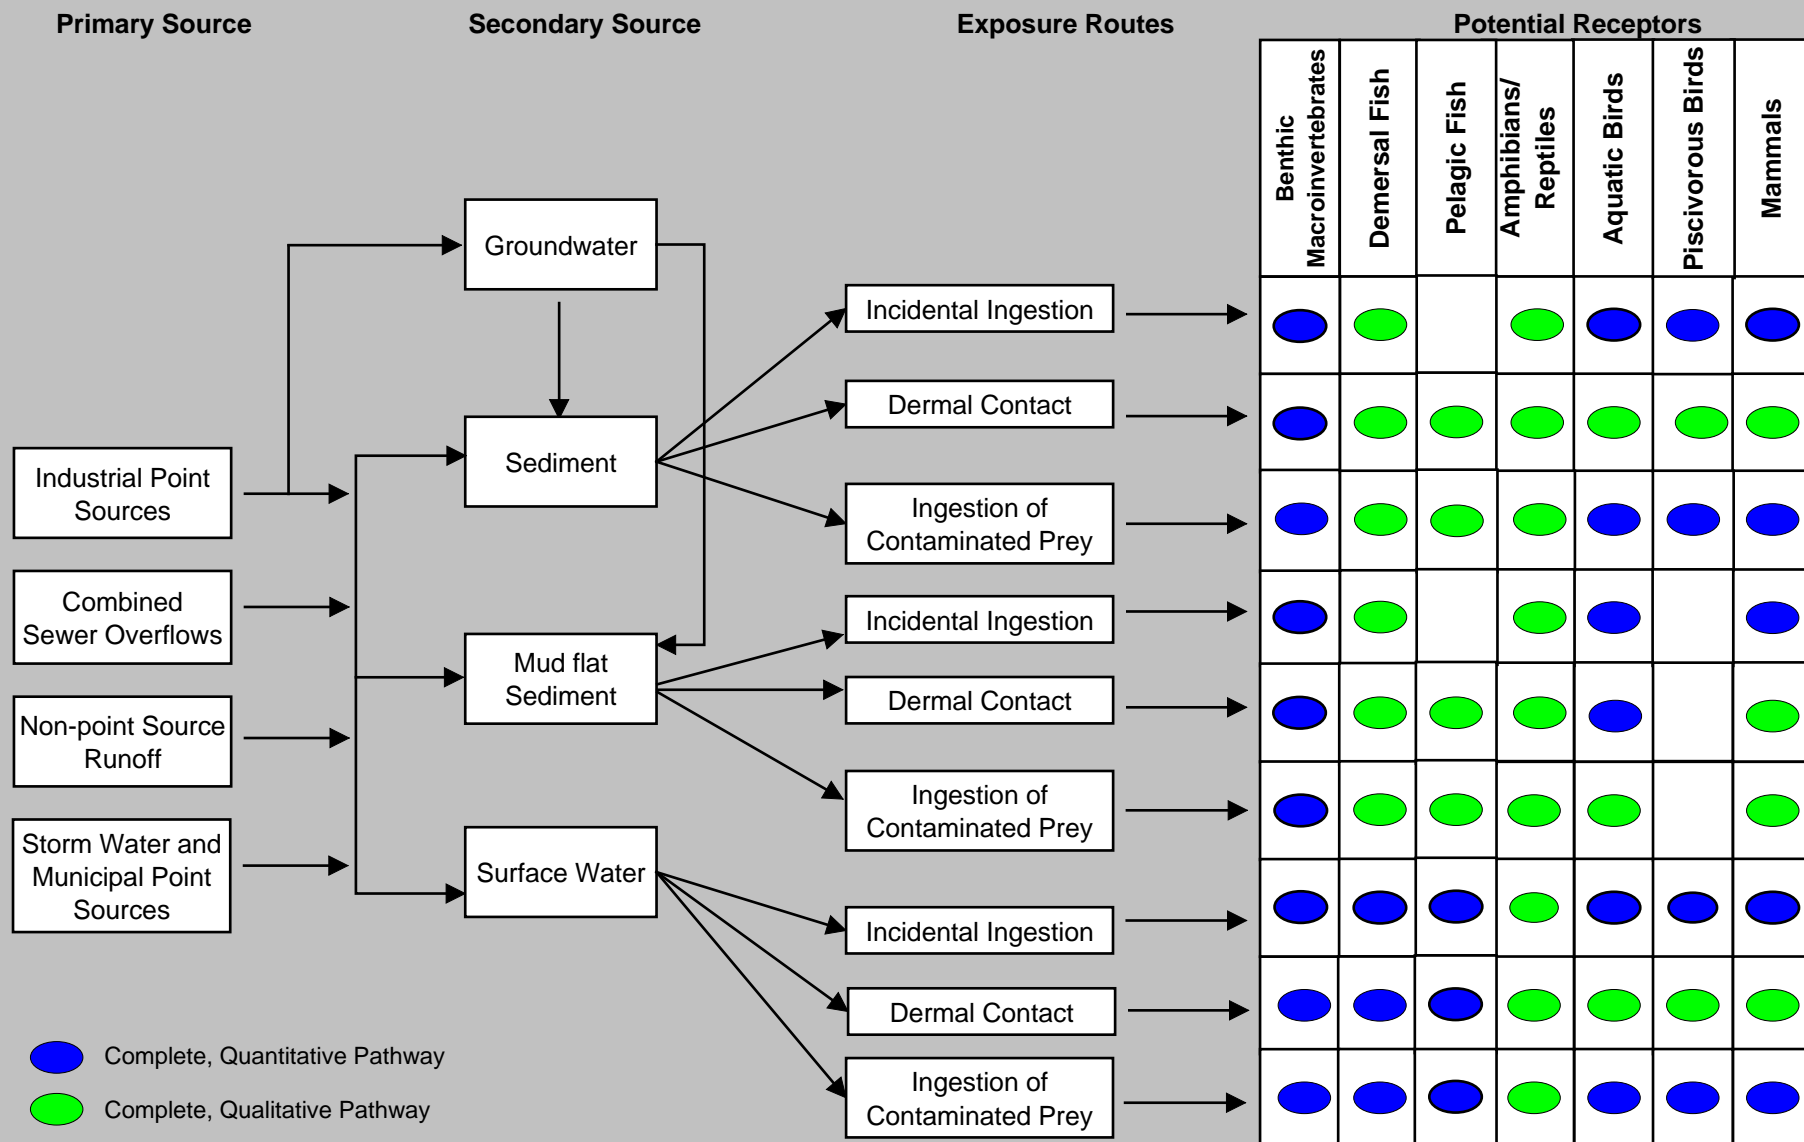 Primary Source
Secondary Source
Exposure Routes
Potential Receptors
Benthic
Macroinvertebrates
Demersal Fish
Pelagic Fish
Amphibians/
Reptiles
Aquatic Birds
Piscivorous Birds
Mammals
Industrial Point
Sources
Combined
Sewer Overflows
Non-point Source
Runoff
Storm Water and
Municipal Point
Sources
Groundwater
Sediment
Mud flat
Sediment
Surface Water
Incidental Ingestion
Dermal Contact
Ingestion of
Contaminated Prey
Incidental Ingestion
Dermal Contact
Ingestion of
Contaminated Prey
Incidental Ingestion
Dermal Contact
Ingestion of
Contaminated Prey
Complete, Quantitative Pathway
Complete, Qualitative Pathway